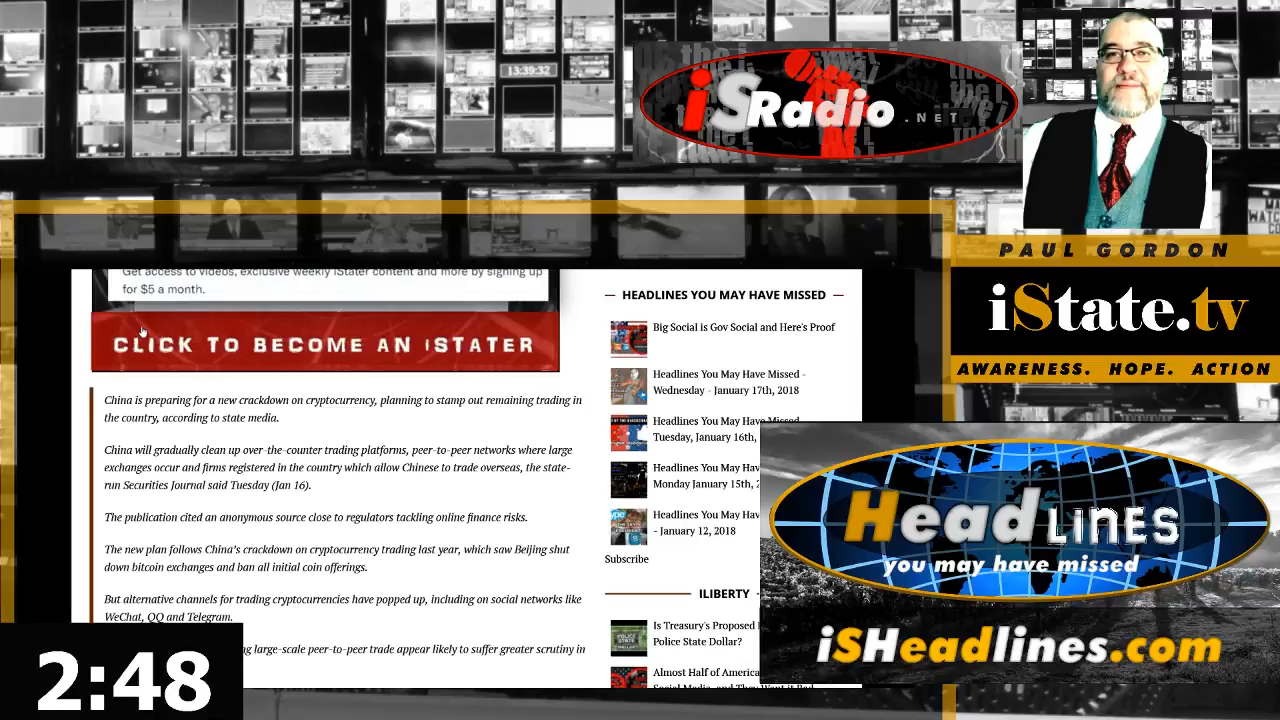 13:39:32
iSRadio.NET
PAUL GORDON
iState.tv
AWARENESS. HOPE. ACTION
Get access to videos, exclusive weekly iStater content and more by signing up
for $5 a month.
CLICK TO BECOME AN iSTATER
China is preparing for a new crackdown on cryptocurrency, planning to stamp out remaining trading in
the country, according to state media.
China will gradually clean up over-the-counter trading platforms, peer-to-peer networks where large
exchanges occur and firms registered in the country which allow Chinese to trade overseas, the state-
run Securities Journal said Tuesday (Jan 16).
The publication cited an anonymous source close to regulators tackling online finance risks.
The new plan follows China's crackdown on cryptocurrency trading last year, which saw Beijing shut
down bitcoin exchanges and ban all initial coin offerings.
But alternative channels for trading cryptocurrencies have popped up, including on social networks like
WeChat, QQ and Telegram.
large-scale peer-to-peer trade appear likely to suffer greater scrutiny in
HEADLINES YOU MAY HAVE MISSED
Big Social is Gov Social and Here's Proof
Headlines You May Have Missed -
Wednesday - January 17th, 2018
Headlines You May Have Missed
Tuesday, January 16th,
Headlines You May Hav
Monday January 15th, 2
Headlines You May Hav
- January 12, 2018
Subscribe
ILIBERTY
Is Treasury's Proposed
Police State Dollar?
Almost Half of America
Social Media, and They Want it Bad
HeadLINES
you may have missed
iSHeadlines.com
2:48